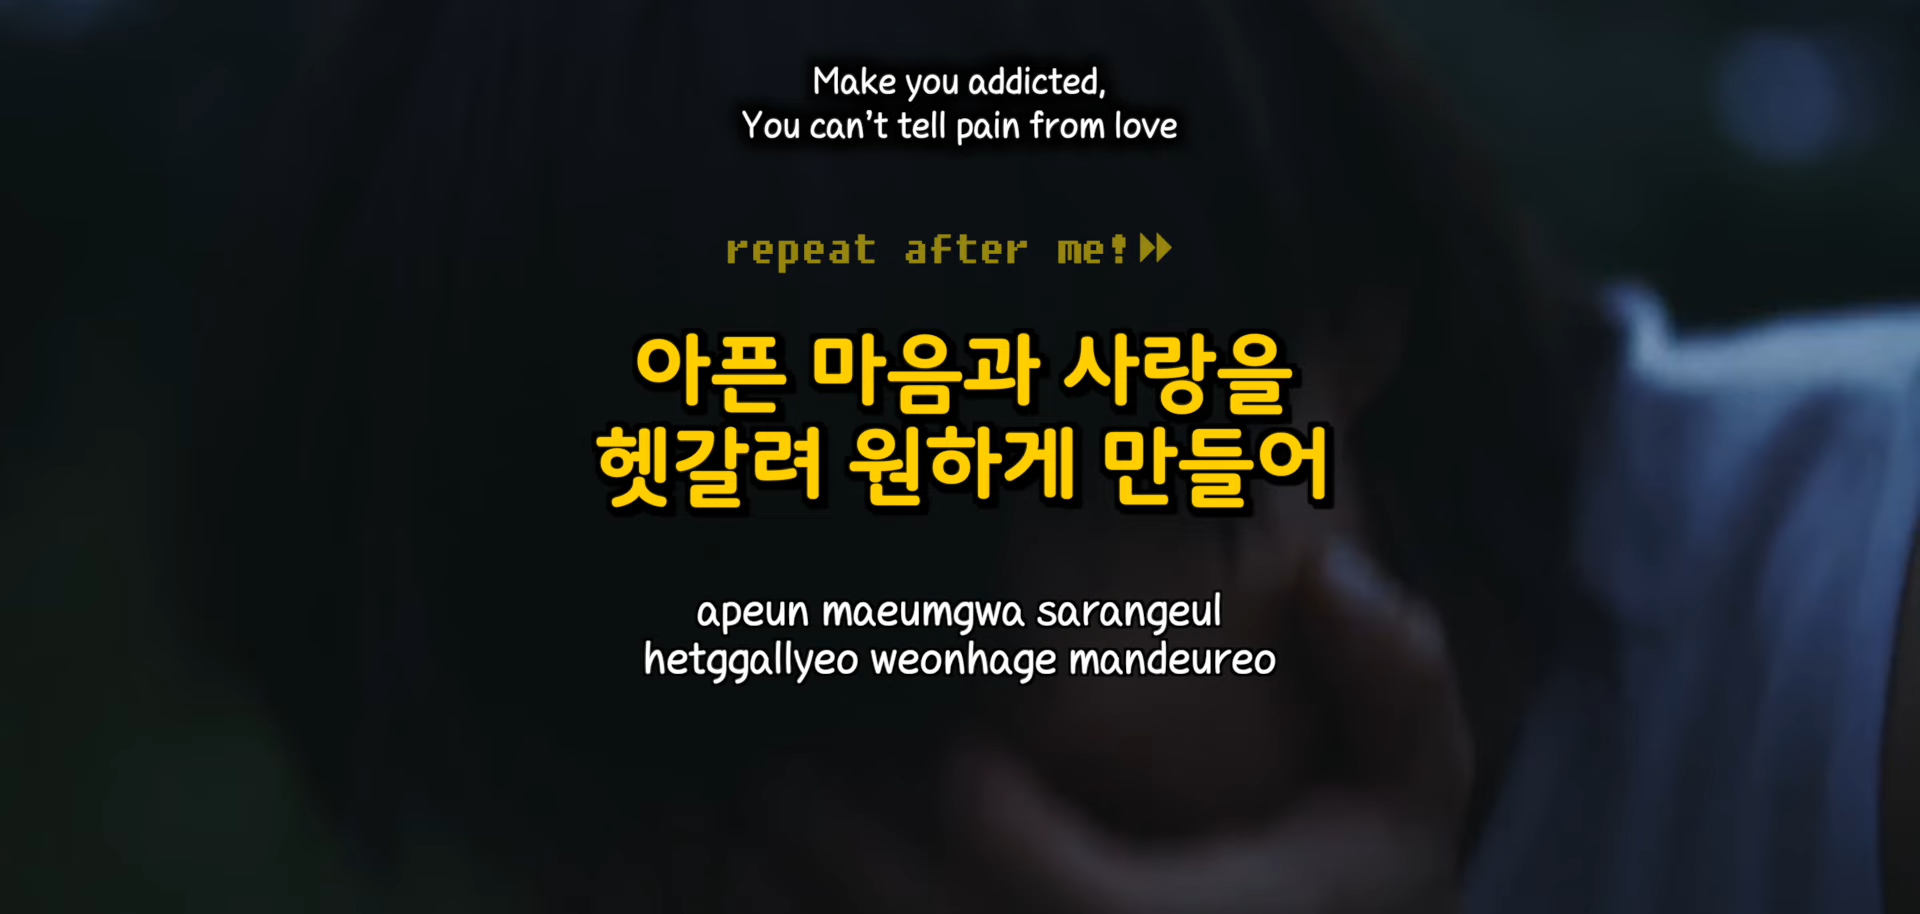 Make you addicted,
You can't tell pain from love
repeat after me!
아픈 마음과 사랑을
헷갈려 원하게 만들어
apeun maeumgwa sarangeul
hetggallyeo weonhage mandeureo